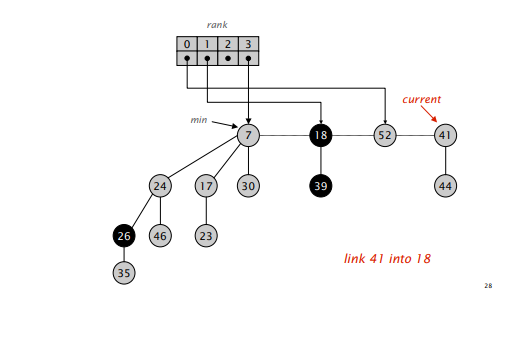 rank
0 1 2 3
current
min
7 18 52 41
24 17 30 39 44
26 46 23
link 41 into 18
35
28